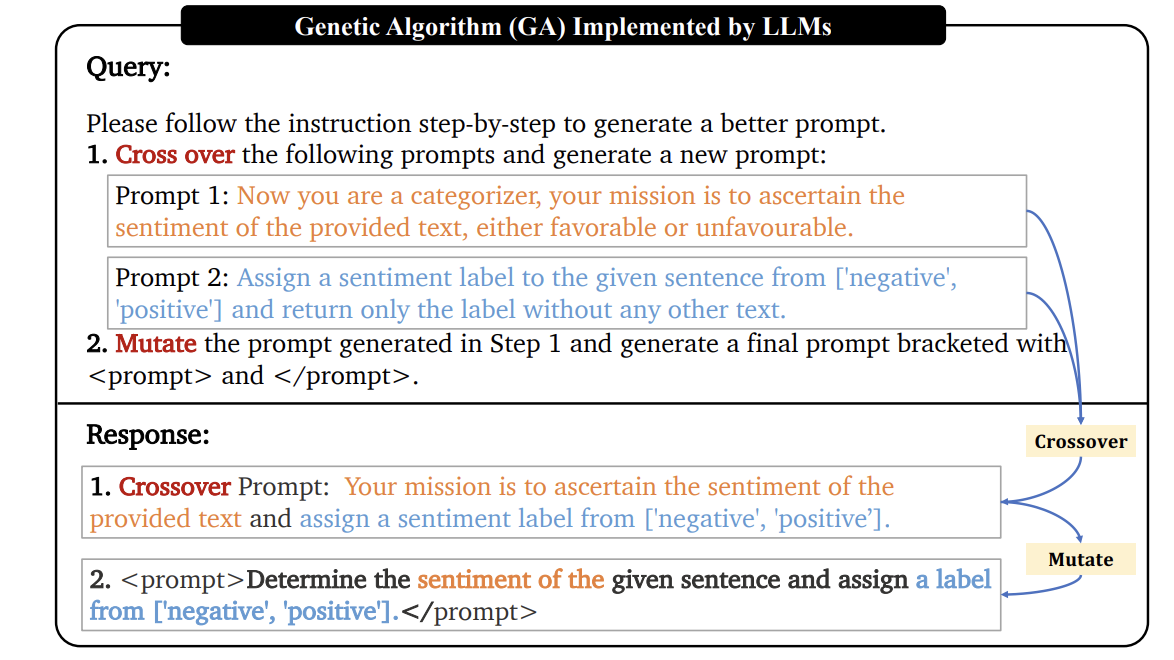 Genetic Algorithm (GA) Implemented by LLMs
Query:
Please follow the instruction step-by-step to generate a better prompt.
1. Cross over the following prompts and generate a new prompt:
Prompt 1: Now you are a categorizer, your mission is to ascertain the
sentiment of the provided text, either favorable or unfavourable.
Prompt 2: Assign a sentiment label to the given sentence from ['negative',
'positive'] and return only the label without any other text.
2. Mutate the prompt generated in Step 1 and generate a final prompt bracketed with
<prompt> and </prompt>.
Response:
Crossover
1. Crossover Prompt: Your mission is to ascertain the sentiment of the
provided text and assign a sentiment label from ['negative', 'positive’].
Mutate
2. <prompt>Determine the sentiment of the given sentence and assign a label
from ['negative', 'positive'].</prompt>